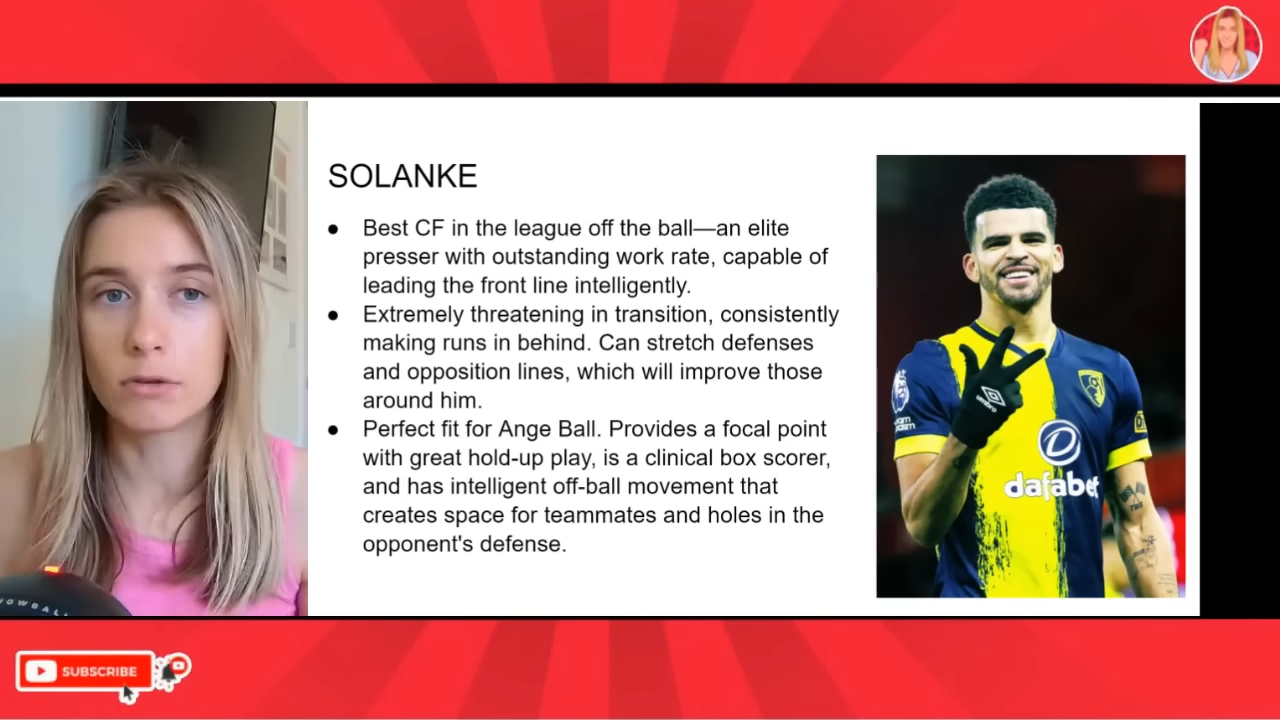 SOLANKE
● Best CF in the league off the ball—an elite
presser with outstanding work rate, capable of
leading the front line intelligently.
● Extremely threatening in transition, consistently
making runs in behind. Can stretch defenses
and opposition lines, which will improve those
around him.
● Perfect fit for Ange Ball. Provides a focal point
with great hold-up play, is a clinical box scorer,
and has intelligent off-ball movement that
creates space for teammates and holes in the
opponent's defense.
umbro
dafabet
SUBSCRIBE